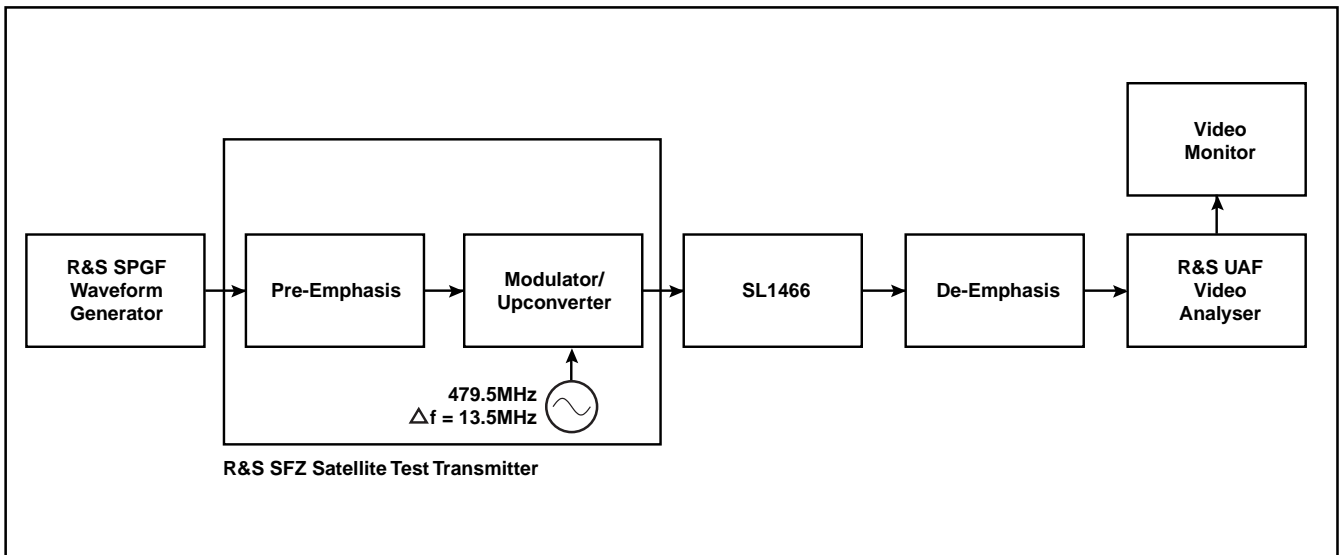 Video
Monitor
R&S SPGF
Waveform
Generator
Pre-Emphasis
Modulator/
Upconverter
SL1466
De-Emphasis
R&S UAF
Video
Analyser
479.5MHz
△f = 13.5MHz
R&S SFZ Satellite Test Transmitter